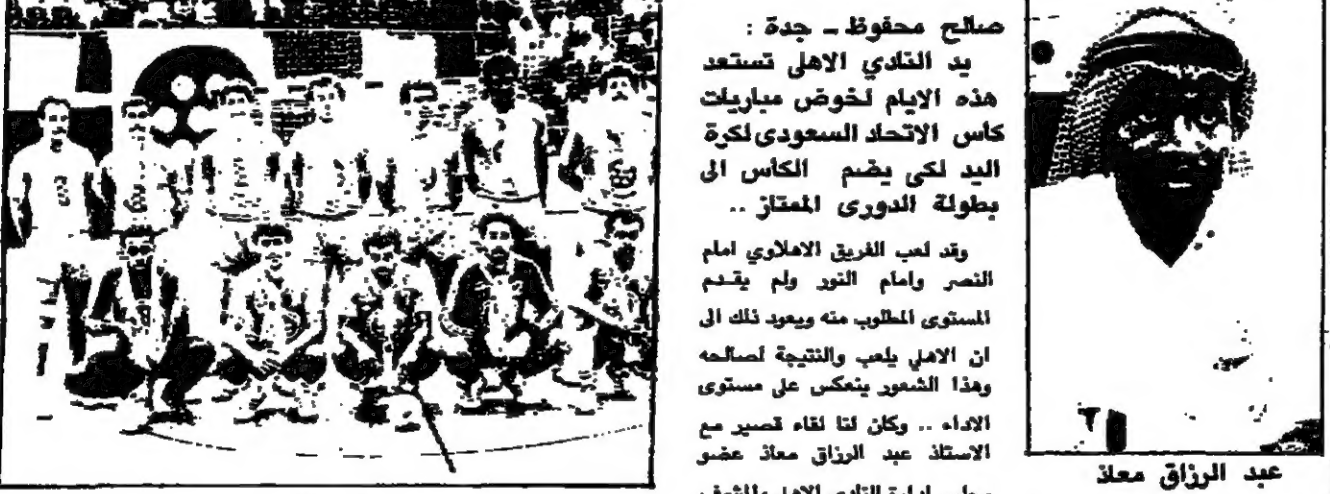 صالح محفوظ ـ جدة :
يد النادي الاهلى تستعد
هذه الايام لخوض مباريات
كاس الاتحاد السعودى لكرة
اليد لكى يضم الكأس الى
بطولة الدورى الممتاز ..
وقد لعب الفريق الاهلاوي امام
النصر وامام النور ولم يقدم
المستوى المطلوب منه ويعود ذلك الى
ان الاهلي يلعب والنتيجة لصالحه
وهذا الشعور ينعكس على مستوى
الاداء .. وكان لنا لقاء قصير مع
الاستاذ عبد الرزاق معاذ عضو
ادارة النادي
عبد الرزاق معاذ